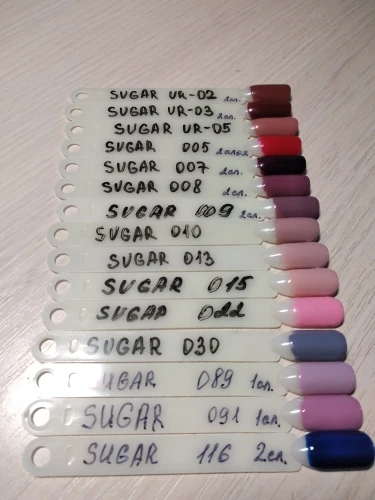 SUGAR UR-02 2сл.
SUGAR UR-03 2сл.
SUGAR UR-05
SUGAR 005
SUGAR 007 2сл.
SUGAR 008 2сл.
SUGAR 009 2сл.
SUGAR 010
SUGAR 013
SUGAR 015
SUGAR 022
SUGAR 030
SUGAR 089 1сл.
SUGAR 091 1сл.
SUGAR 116 2сл.